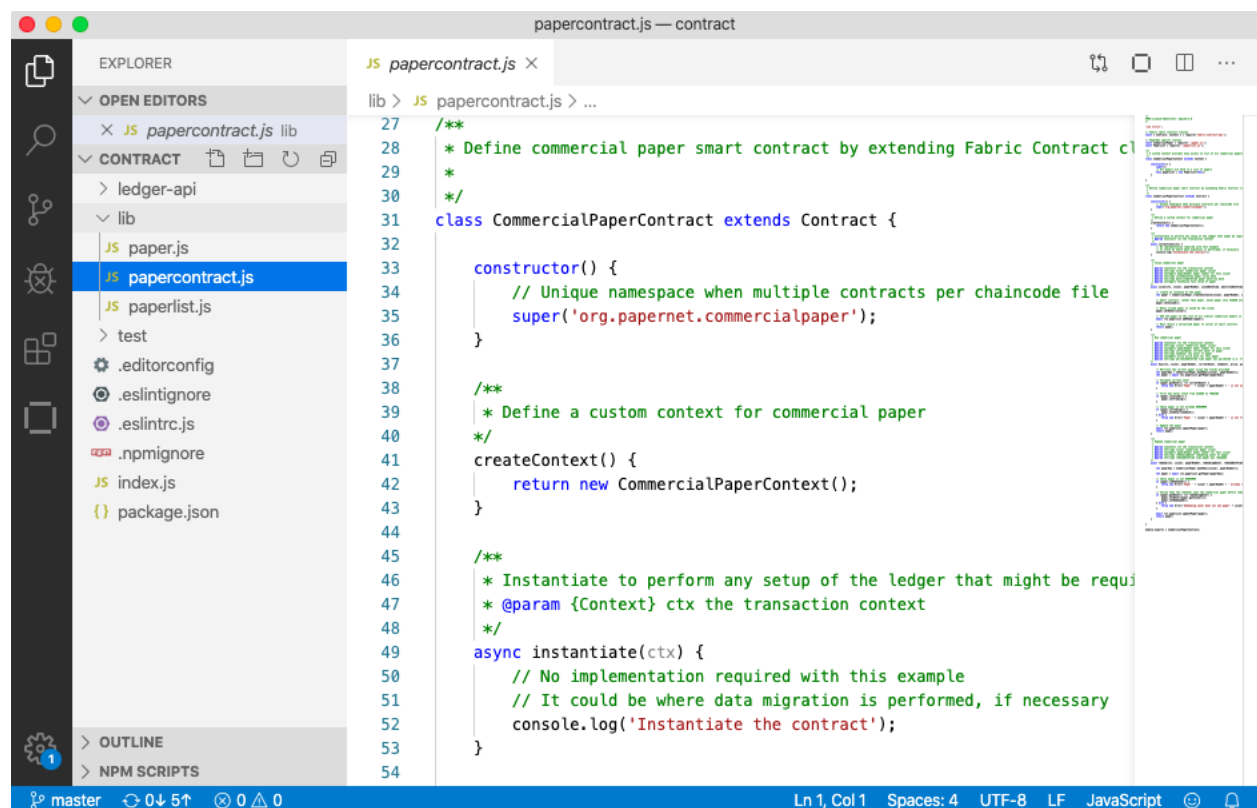 papercontract.js — contract
EXPLORER
OPEN EDITORS
JS papercontract.js lib
CONTRACT
ledger-api
lib
JS paper.js
JS papercontract.js
JS paperlist.js
test
.editorconfig
.eslintignore
.eslintrc.js
.npmignore
JS index.js
{} package.json
OUTLINE
NPM SCRIPTS
1
JS papercontract.js
lib > JS papercontract.js > ...
27 /**
28 * Define commercial paper smart contract by extending Fabric Contract cl
29 *
30 */
31 class CommercialPaperContract extends Contract {
32
33 constructor() {
34 // Unique namespace when multiple contracts per chaincode file
35 super('org.papernet.commercialpaper');
36 }
37
38 /**
39 * Define a custom context for commercial paper
40 */
41 createContext() {
42 return new CommercialPaperContext();
43 }
44
45 /**
46 * Instantiate to perform any setup of the ledger that might be requi
47 * @param {Context} ctx the transaction context
48 */
49 async instantiate(ctx) {
50 // No implementation required with this example
51 // It could be where data migration is performed, if necessary
52 console.log('Instantiate the contract');
53 }
54
master 0↓ 5↑ 0 0 Ln 1, Col 1 Spaces: 4 UTF-8 LF JavaScript